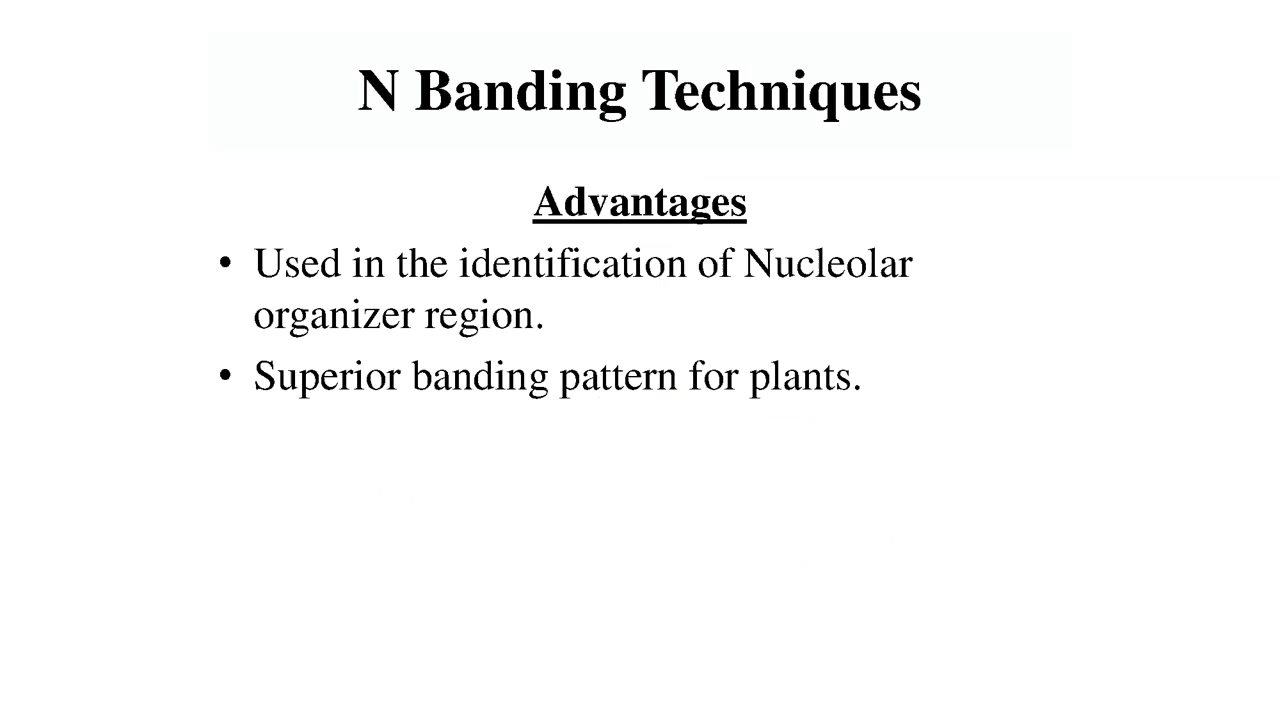 N Banding Techniques
Advantages
• Used in the identification of Nucleolar
organizer region.
• Superior banding pattern for plants.